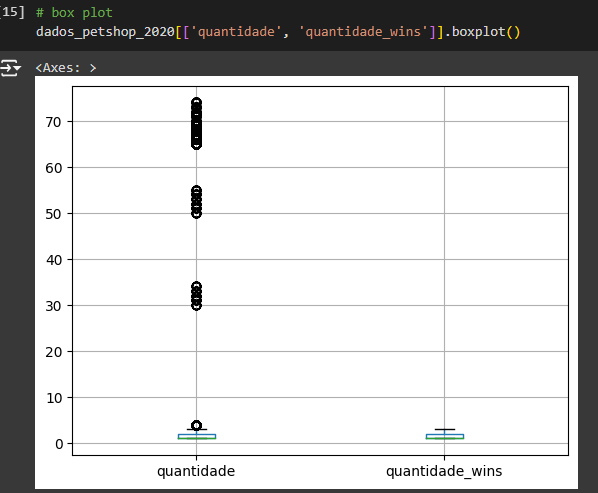 [15] # box plot
dados_petshop_2020[['quantidade', 'quantidade_wins']].boxplot()
<Axes: >
70
60
50
40
30
20
10
0
quantidade quantidade_wins